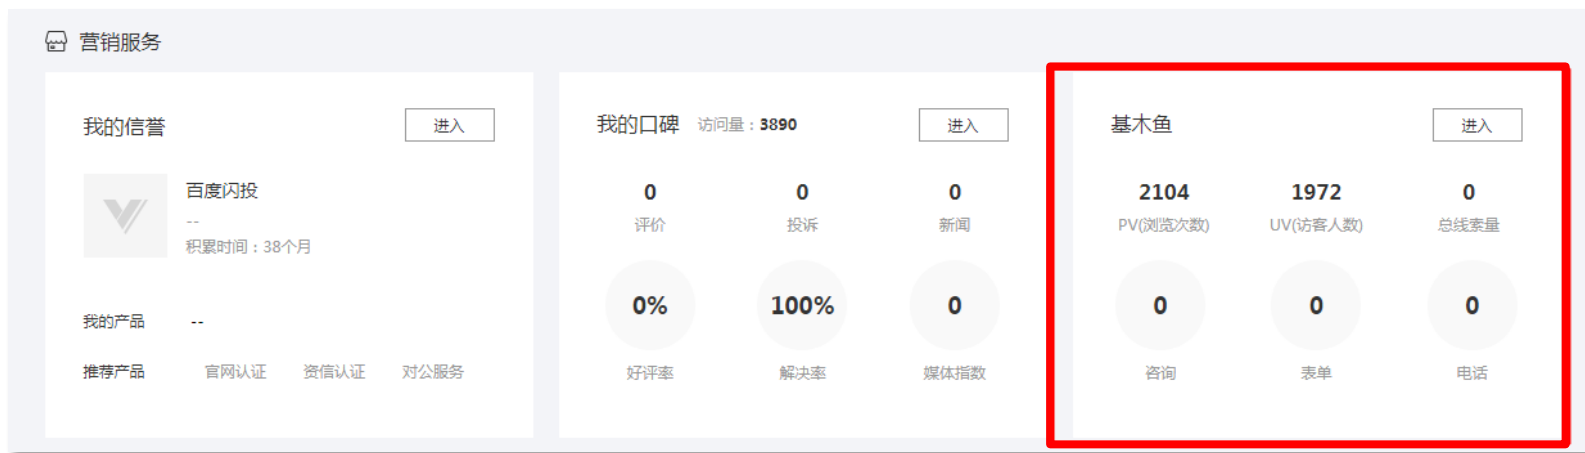 营销服务
我的信誉
进入
百度闪投
--
积累时间：38个月
我的产品 --
推荐产品 官网认证 资信认证 对公服务
我的口碑 访问量：3890
进入
0 0 0
评价 投诉 新闻
0% 100% 0
好评率 解决率 媒体指数
基木鱼
进入
2104 1972 0
PV(浏览次数) UV(访客人数) 总线索量
0 0 0
咨询 表单 电话